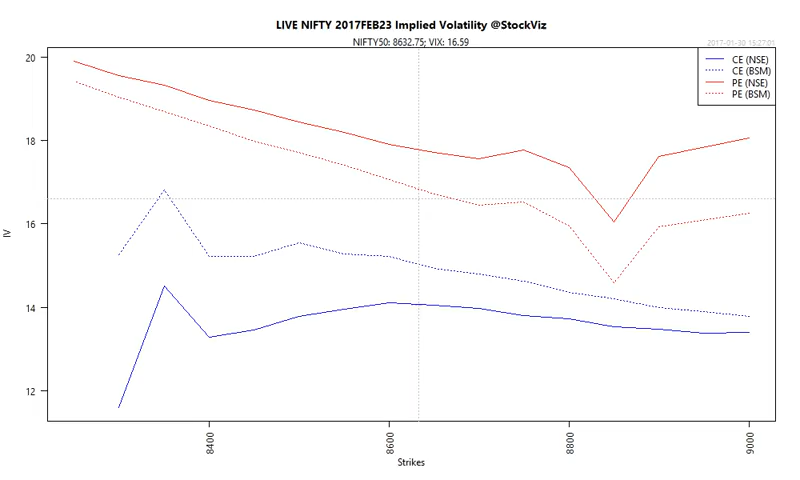 LIVE NIFTY 2017FEB23 Implied Volatility @StockViz
NIFTY50: 8632.75; VIX: 16.59
2017-01-30 15:27:01
CE (NSE)
CE (BSM)
PE (NSE)
PE (BSM)
20
18
16
14
12
IV
8400
8600
8800
9000
Strikes